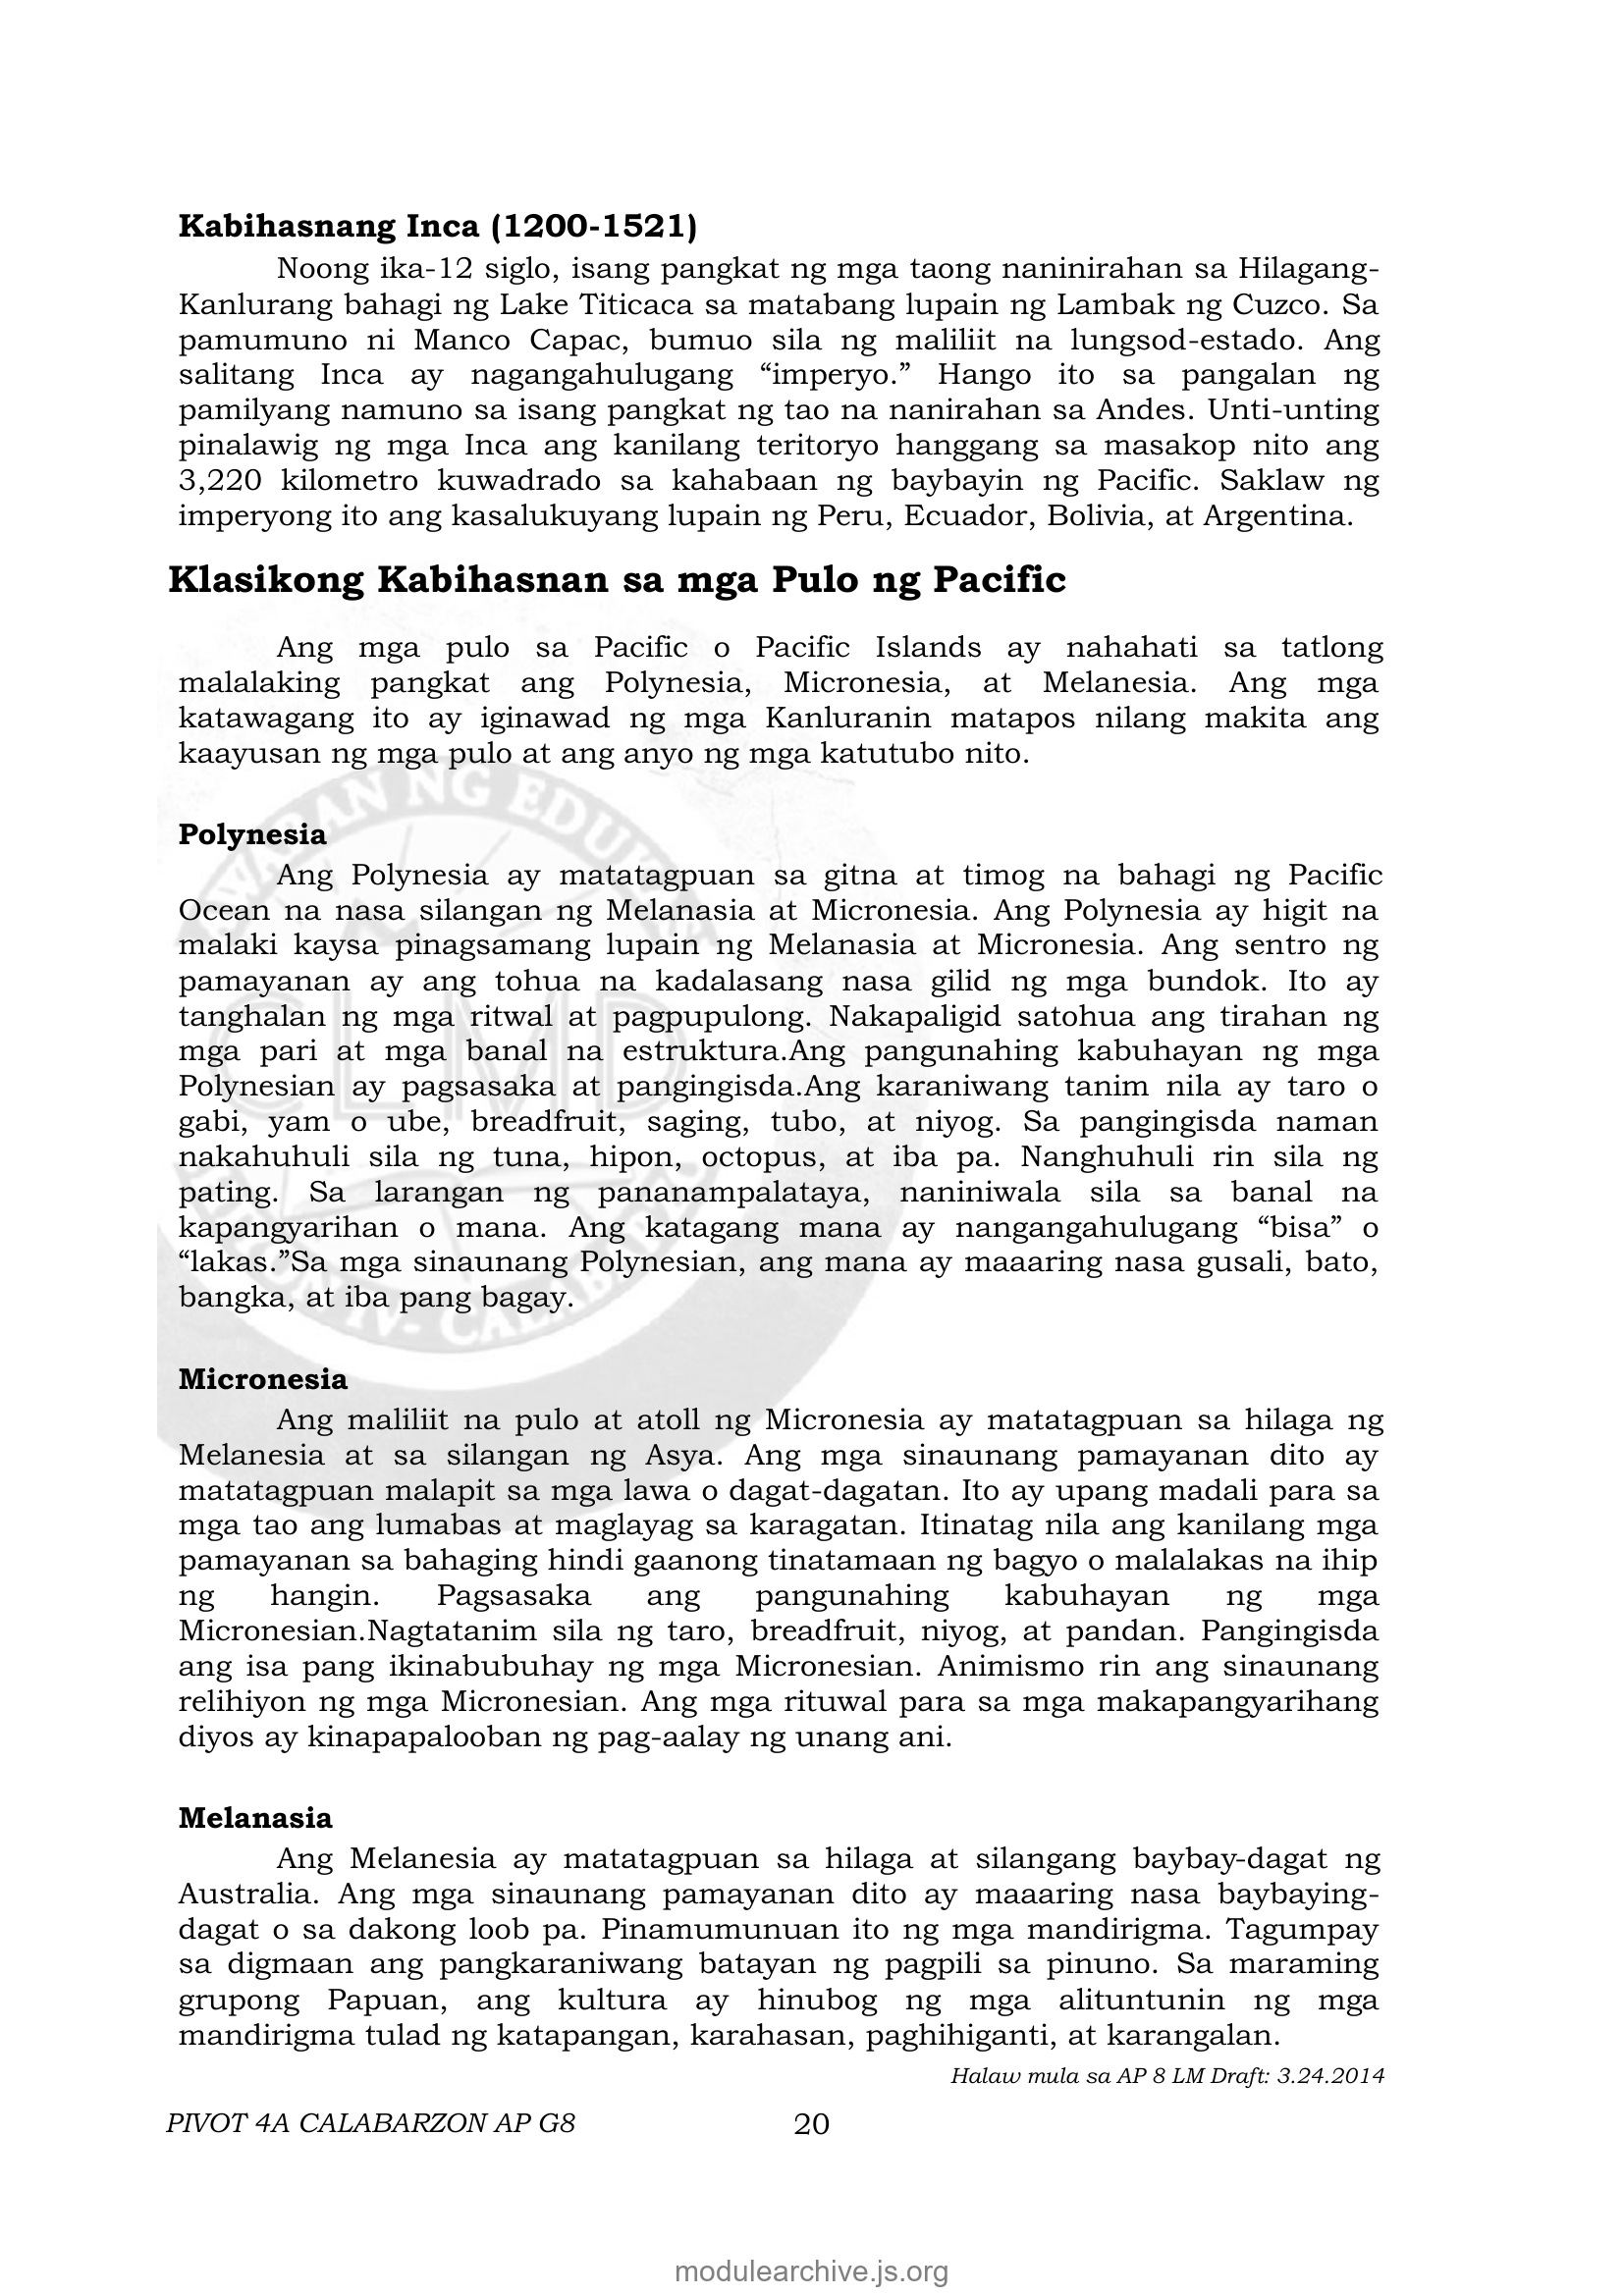 Kabihasnang Inca (1200-1521)
Noong ika-12 siglo, isang pangkat ng mga taong naninirahan sa Hilagang-
Kanlurang bahagi ng Lake Titicaca sa matabang lupain ng Lambak ng Cuzco. Sa
pamumuno ni Manco Capac, bumuo sila ng maliliit na lungsod-estado. Ang
salitang Inca ay nagangahulugang “imperyo.” Hango ito sa pangalan ng
pamilyang namuno sa isang pangkat ng tao na nanirahan sa Andes. Unti-unting
pinalawig ng mga Inca ang kanilang teritoryo hanggang sa masakop nito ang
3,220 kilometro kuwadrado sa kahabaan ng baybayin ng Pacific. Saklaw ng
imperyong ito ang kasalukuyang lupain ng Peru, Ecuador, Bolivia, at Argentina.
Klasikong Kabihasnan sa mga Pulo ng Pacific
Ang mga pulo sa Pacific o Pacific Islands ay nahahati sa tatlong
malalaking pangkat ang Polynesia, Micronesia, at Melanesia. Ang mga
katawagang ito ay iginawad ng mga Kanluranin matapos nilang makita ang
kaayusan ng mga pulo at ang anyo ng mga katutubo nito.
Polynesia
Ang Polynesia ay matatagpuan sa gitna at timog na bahagi ng Pacific
Ocean na nasa silangan ng Melanasia at Micronesia. Ang Polynesia ay higit na
malaki kaysa pinagsamang lupain ng Melanasia at Micronesia. Ang sentro ng
pamayanan ay ang tohua na kadalasang nasa gilid ng mga bundok. Ito ay
tanghalan ng mga ritwal at pagpupulong. Nakapaligid satohua ang tirahan ng
mga pari at mga banal na estruktura.Ang pangunahing kabuhayan ng mga
Polynesian ay pagsasaka at pangingisda.Ang karaniwang tanim nila ay taro o
gabi, yam o ube, breadfruit, saging, tubo, at niyog. Sa pangingisda naman
nakahuhuli sila ng tuna, hipon, octopus, at iba pa. Nanghuhuli rin sila ng
pating. Sa larangan ng pananampalataya, naniniwala sila sa banal na
kapangyarihan o mana. Ang katagang mana ay nangangahulugang “bisa” o
“lakas.”Sa mga sinaunang Polynesian, ang mana ay maaaring nasa gusali, bato,
bangka, at iba pang bagay.
Micronesia
Ang maliliit na pulo at atoll ng Micronesia ay matatagpuan sa hilaga ng
Melanesia at sa silangan ng Asya. Ang mga sinaunang pamayanan dito ay
matatagpuan malapit sa mga lawa o dagat-dagatan. Ito ay upang madali para sa
mga tao ang lumabas at maglayag sa karagatan. Itinatag nila ang kanilang mga
pamayanan sa bahaging hindi gaanong tinatamaan ng bagyo o malalakas na ihip
ng hangin. Pagsasaka ang pangunahing kabuhayan ng mga
Micronesian.Nagtatanim sila ng taro, breadfruit, niyog, at pandan. Pangingisda
ang isa pang ikinabubuhay ng mga Micronesian. Animismo rin ang sinaunang
relihiyon ng mga Micronesian. Ang mga rituwal para sa mga makapangyarihang
diyos ay kinapapalooban ng pag-aalay ng unang ani.
Melanasia
Ang Melanesia ay matatagpuan sa hilaga at silangang baybay-dagat ng
Australia. Ang mga sinaunang pamayanan dito ay maaaring nasa baybaying-
dagat o sa dakong loob pa. Pinamumunuan ito ng mga mandirigma. Tagumpay
sa digmaan ang pangkaraniwang batayan ng pagpili sa pinuno. Sa maraming
grupong Papuan, ang kultura ay hinubog ng mga alituntunin ng mga
mandirigma tulad ng katapangan, karahasan, paghihiganti, at karangalan.
Halaw mula sa AP 8 LM Draft: 3.24.2014
PIVOT 4A CALABARZON AP G8 20
CLMD
modulearchive.js.org